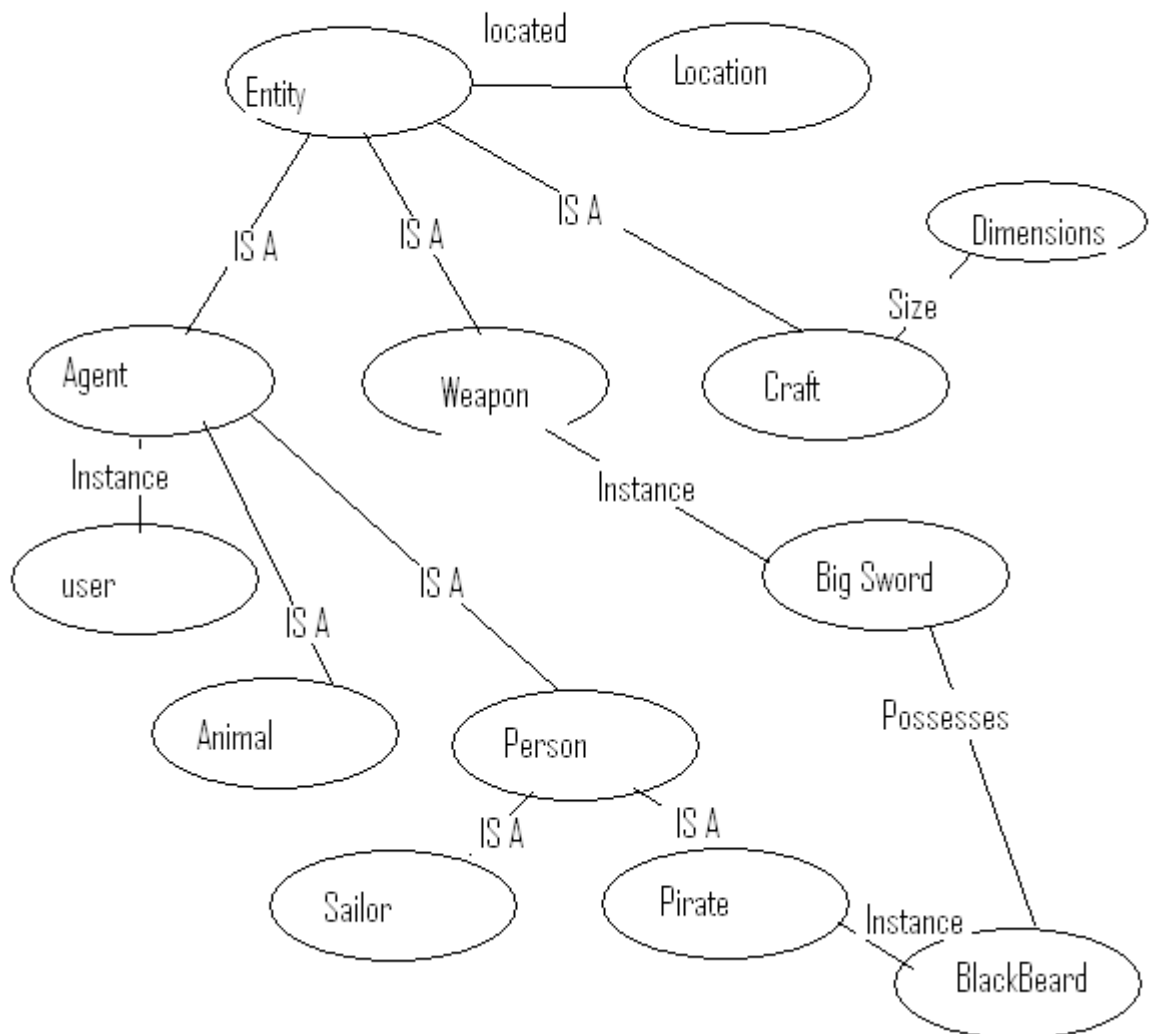 located
Entity
Location
IS A
IS A
IS A
Dimensions
Size
Agent
Weapon
Craft
Instance
Instance
user
Big Sword
IS A
IS A
Animal
Person
Possesses
IS A
IS A
Sailor
Pirate
Instance
BlackBeard